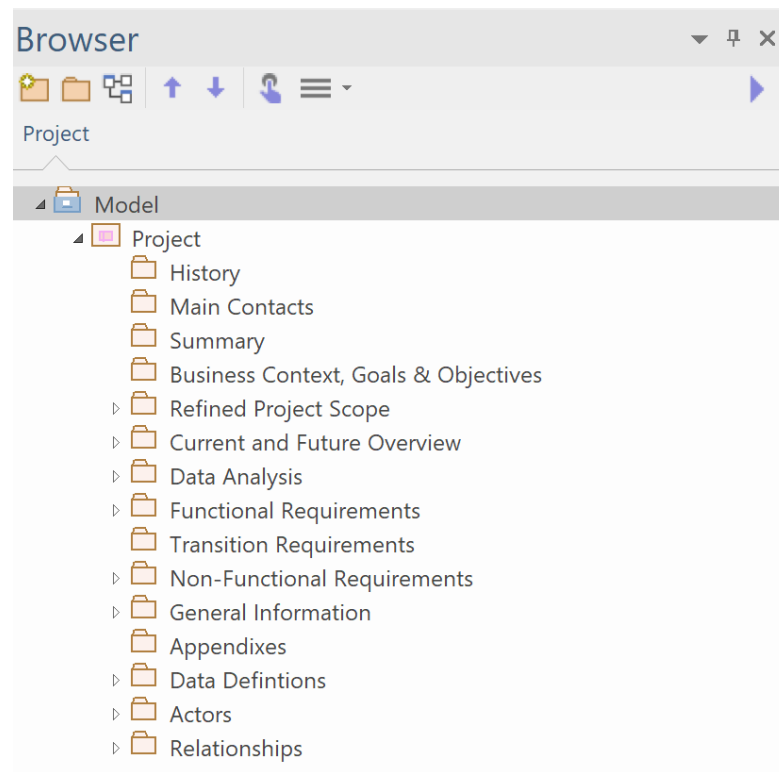 Browser
Project
Model
Project
History
Main Contacts
Summary
Business Context, Goals & Objectives
Refined Project Scope
Current and Future Overview
Data Analysis
Functional Requirements
Transition Requirements
Non-Functional Requirements
General Information
Appendixes
Data Defintions
Actors
Relationships